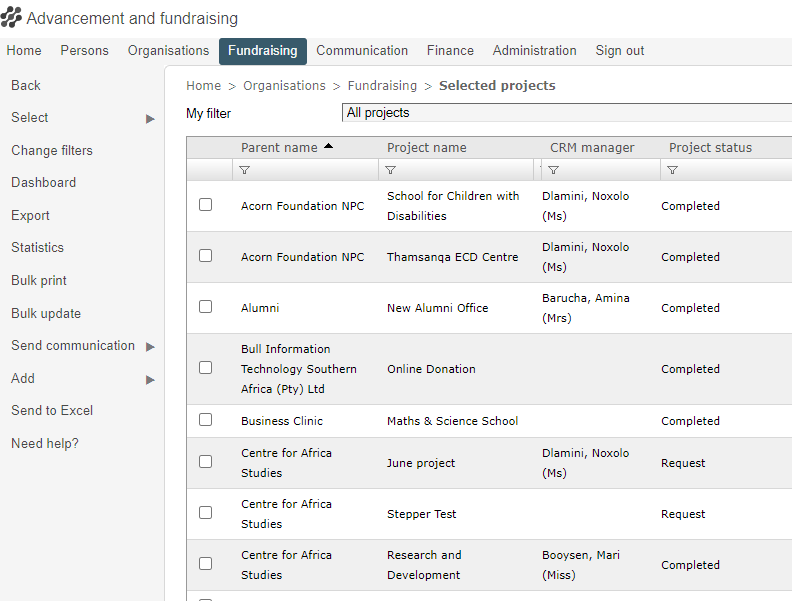 Advancement and fundraising
Home Persons Organisations Fundraising Communication Finance Administration Sign out
Back
Select
Change filters
Dashboard
Export
Statistics
Bulk print
Bulk update
Send communication
Add
Send to Excel
Need help?
Home > Organisations > Fundraising > Selected projects
My filter All projects
Parent name Project name CRM manager Project status
Acorn Foundation NPC School for Children with Disabilities Dlamini, Noxolo (Ms) Completed
Acorn Foundation NPC Thamsanqa ECD Centre Dlamini, Noxolo (Ms) Completed
Alumni New Alumni Office Barucha, Amina (Mrs) Completed
Bull Information Technology Southern Africa (Pty) Ltd Online Donation Completed
Business Clinic Maths & Science School Completed
Centre for Africa Studies June project Dlamini, Noxolo (Ms) Request
Centre for Africa Studies Stepper Test Request
Centre for Africa Studies Research and Development Booysen, Mari (Miss) Completed